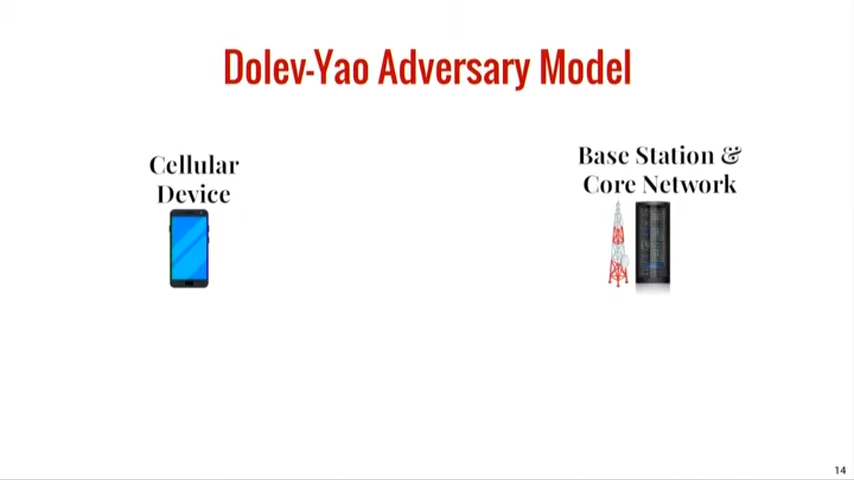 Dolev-Yao Adversary Model
Cellular
Device
Base Station &
Core Network
14